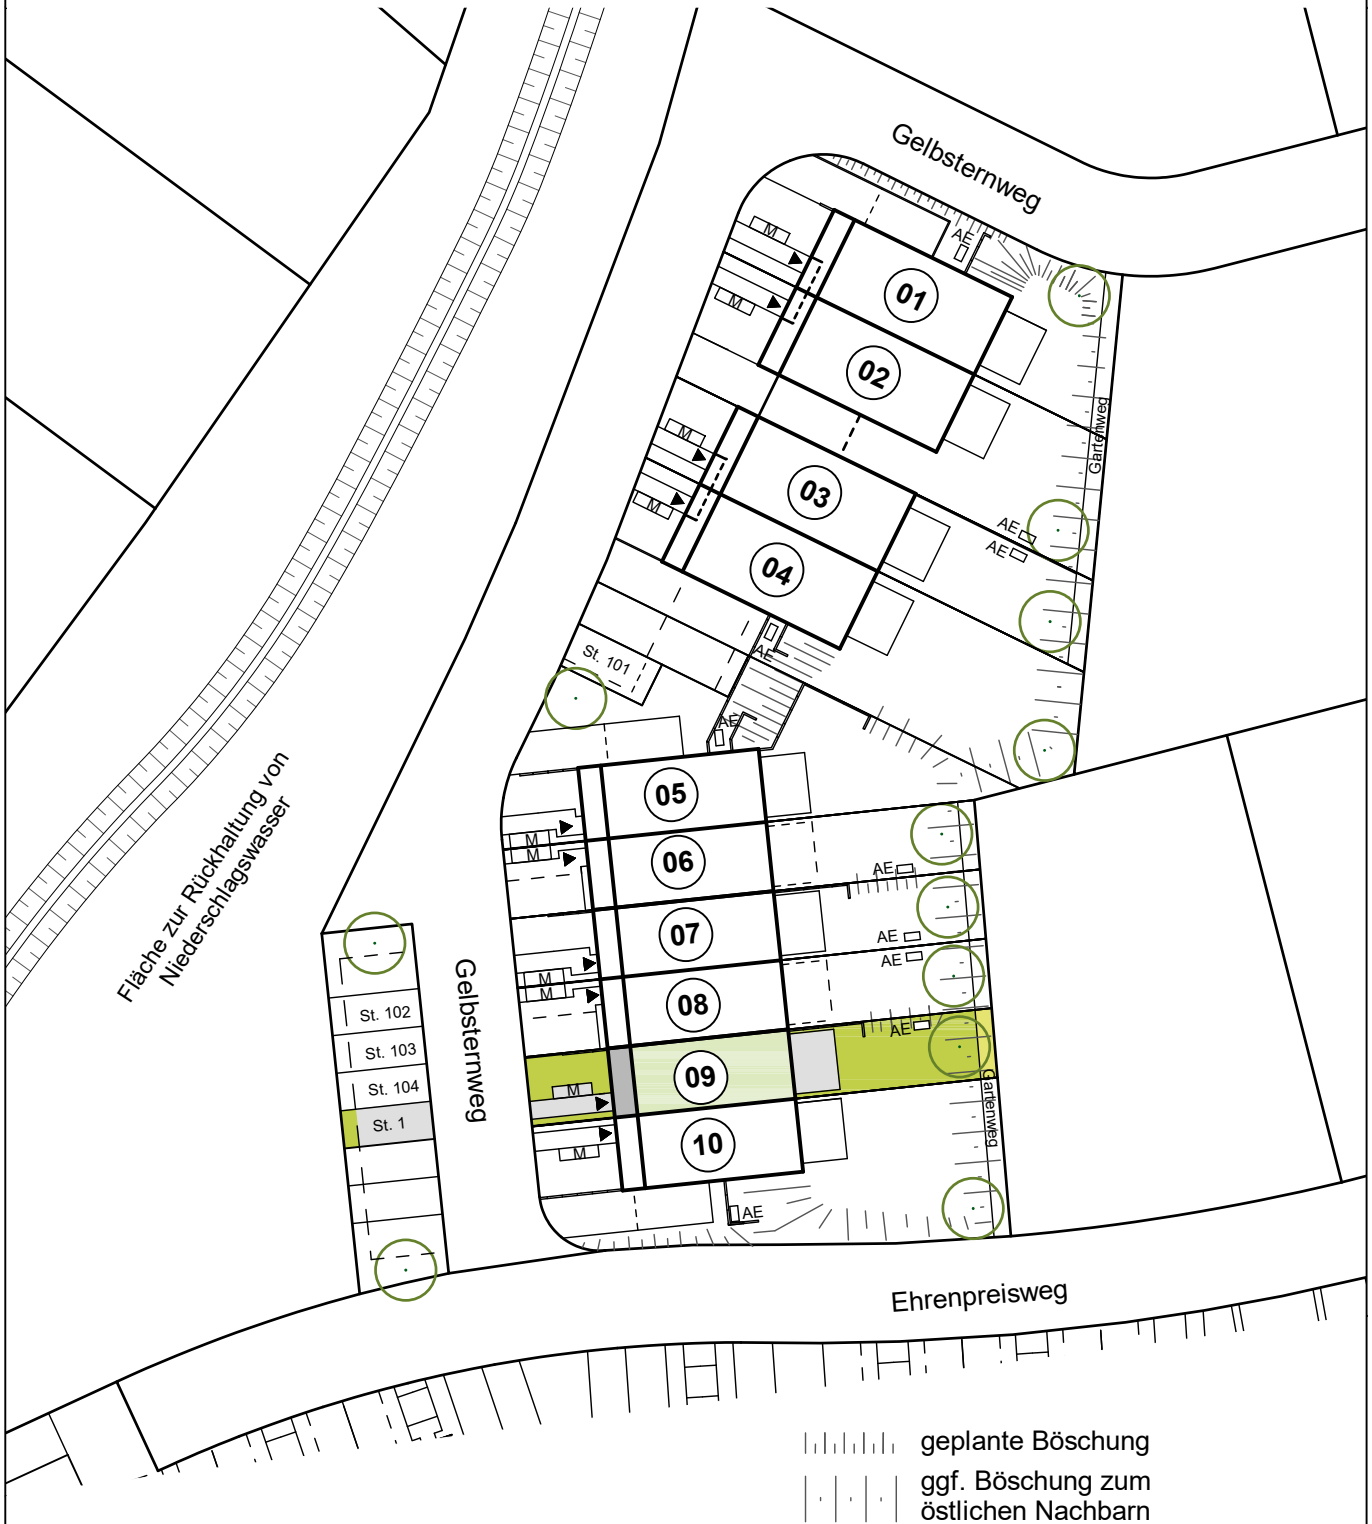 Gelbsternweg
M
AE
01
M
02
Gartenweg
M
03
M
AE
AE
04
St. 101
AE
AE
05
M
M
06
AE
07
AE
AE
M
M
08
AE
09
M
Gartenweg
10
M
AE
Fläche zur Rückhaltung von
Niederschlagswasser
Gelbsternweg
St. 102
St. 103
St. 104
St. 1
Ehrenpreisweg
geplante Böschung
ggf. Böschung zum
östlichen Nachbarn